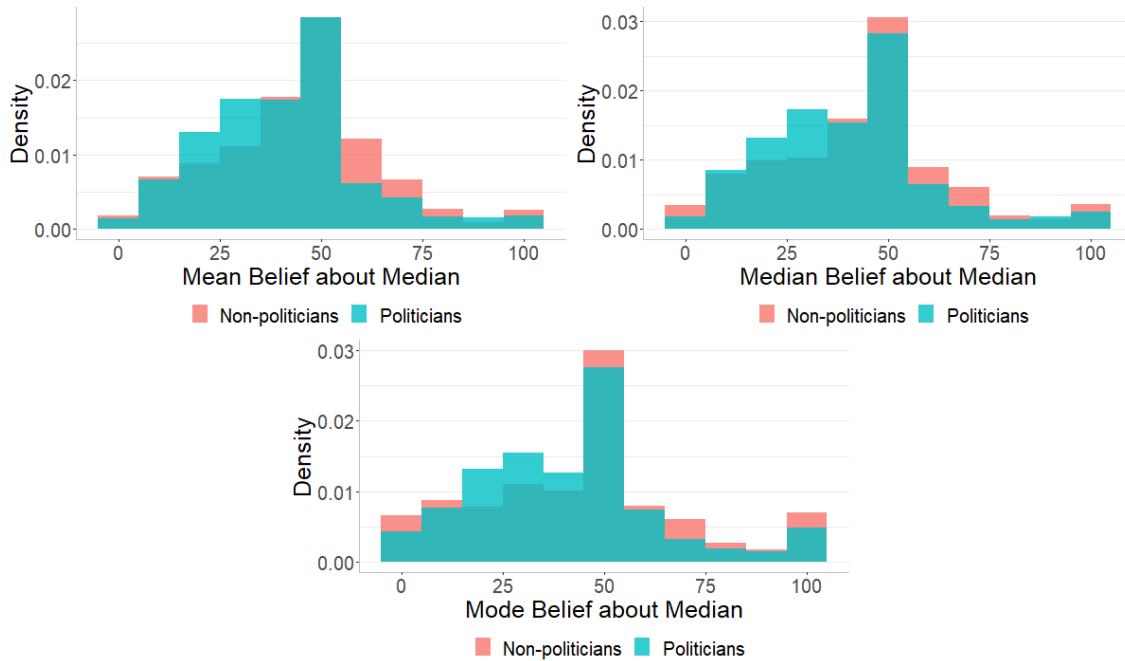 Density
0.02
0.01
0.00
0 25 50 75 100
Mean Belief about Median
Non-politicians Politicians
Density
0.03
0.02
0.01
0.00
0 25 50 75 100
Median Belief about Median
Non-politicians Politicians
Density
0.03
0.02
0.01
0.00
0 25 50 75 100
Mode Belief about Median
Non-politicians Politicians